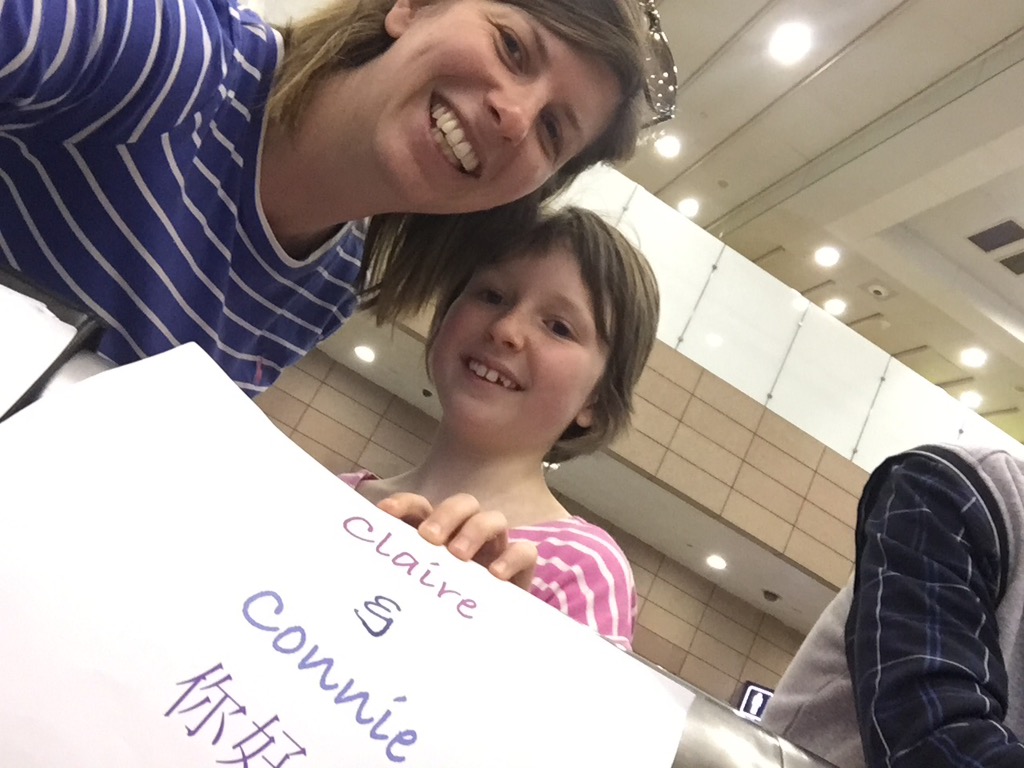 Claire
&
Connie
你好